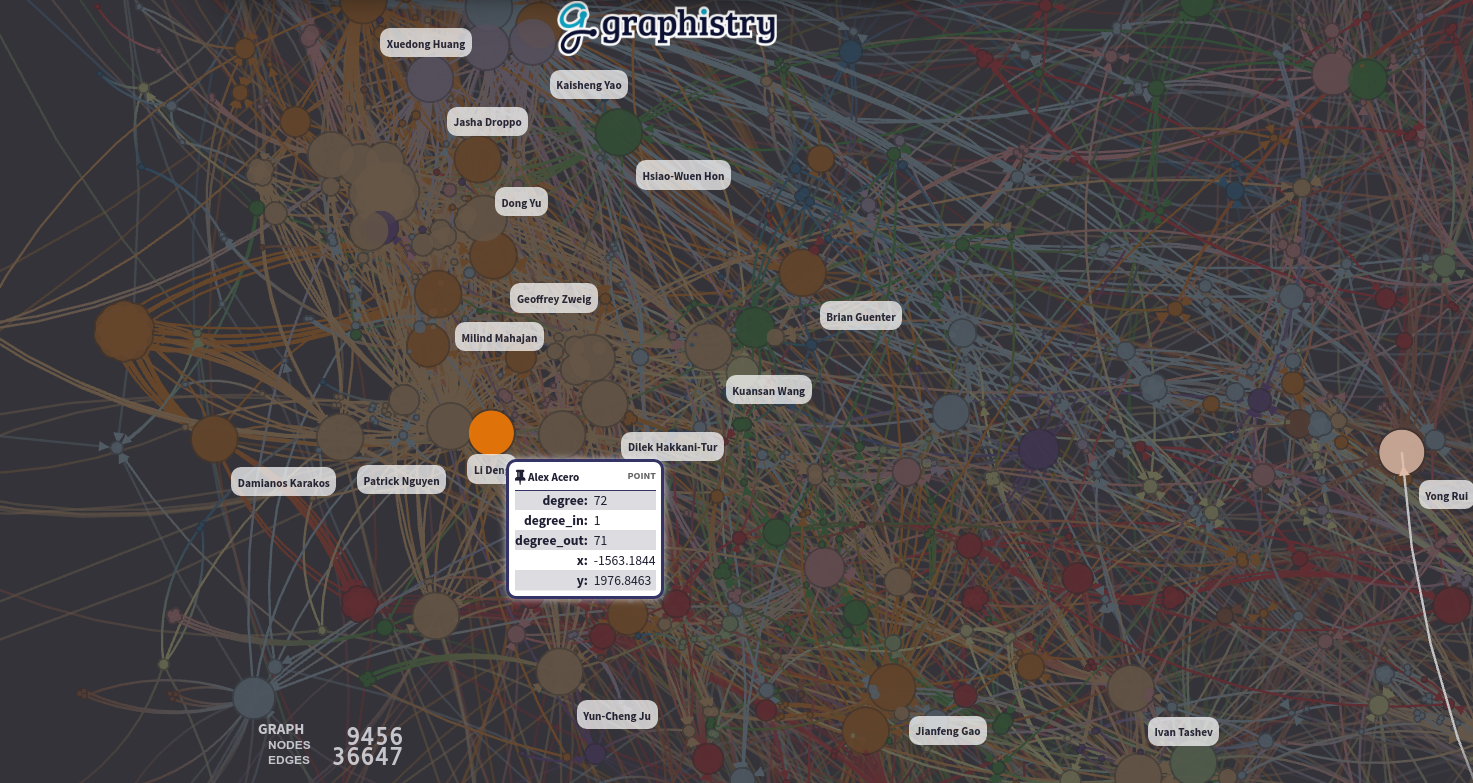 graphistry
Xuedong Huang
Kaisheng Yao
Jasha Droppo
Hsiao-Wuen Hon
Dong Yu
Geoffrey Zweig
Brian Guenter
Milind Mahajan
Kuansan Wang
Dilek Hakkani-Tur
Li Den
Damianos Karakos
Patrick Nguyen
Alex Acero POINT
degree: 72
degree_in: 1
degree_out: 71
x: -1563.1844
y: 1976.8463
Yong Rui
Yun-Cheng Ju
Jianfeng Gao
Ivan Tashev
GRAPH
NODES 9456
EDGES 36647